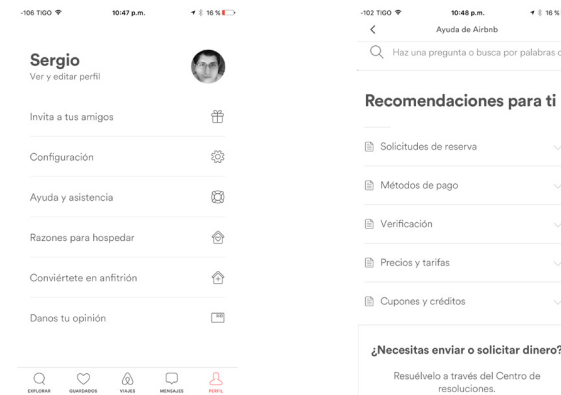 -106 TIGO 10:47 p.m. 16 %
Sergio
Ver y editar perfil
Invita a tus amigos
Configuración
Ayuda y asistencia
Razones para hospedar
Conviértete en anfitrión
Danos tu opinión
EXPLORAR GUARDADOS VIAJES MENSAJES PERFIL
-102 TIGO 10:48 p.m. 16 %
Ayuda de Airbnb
Haz una pregunta o busca por palabras
Recomendaciones para ti
Solicitudes de reserva
Métodos de pago
Verificación
Precios y tarifas
Cupones y créditos
¿Necesitas enviar o solicitar dinero?
Resuélvelo a través del Centro de
resoluciones.